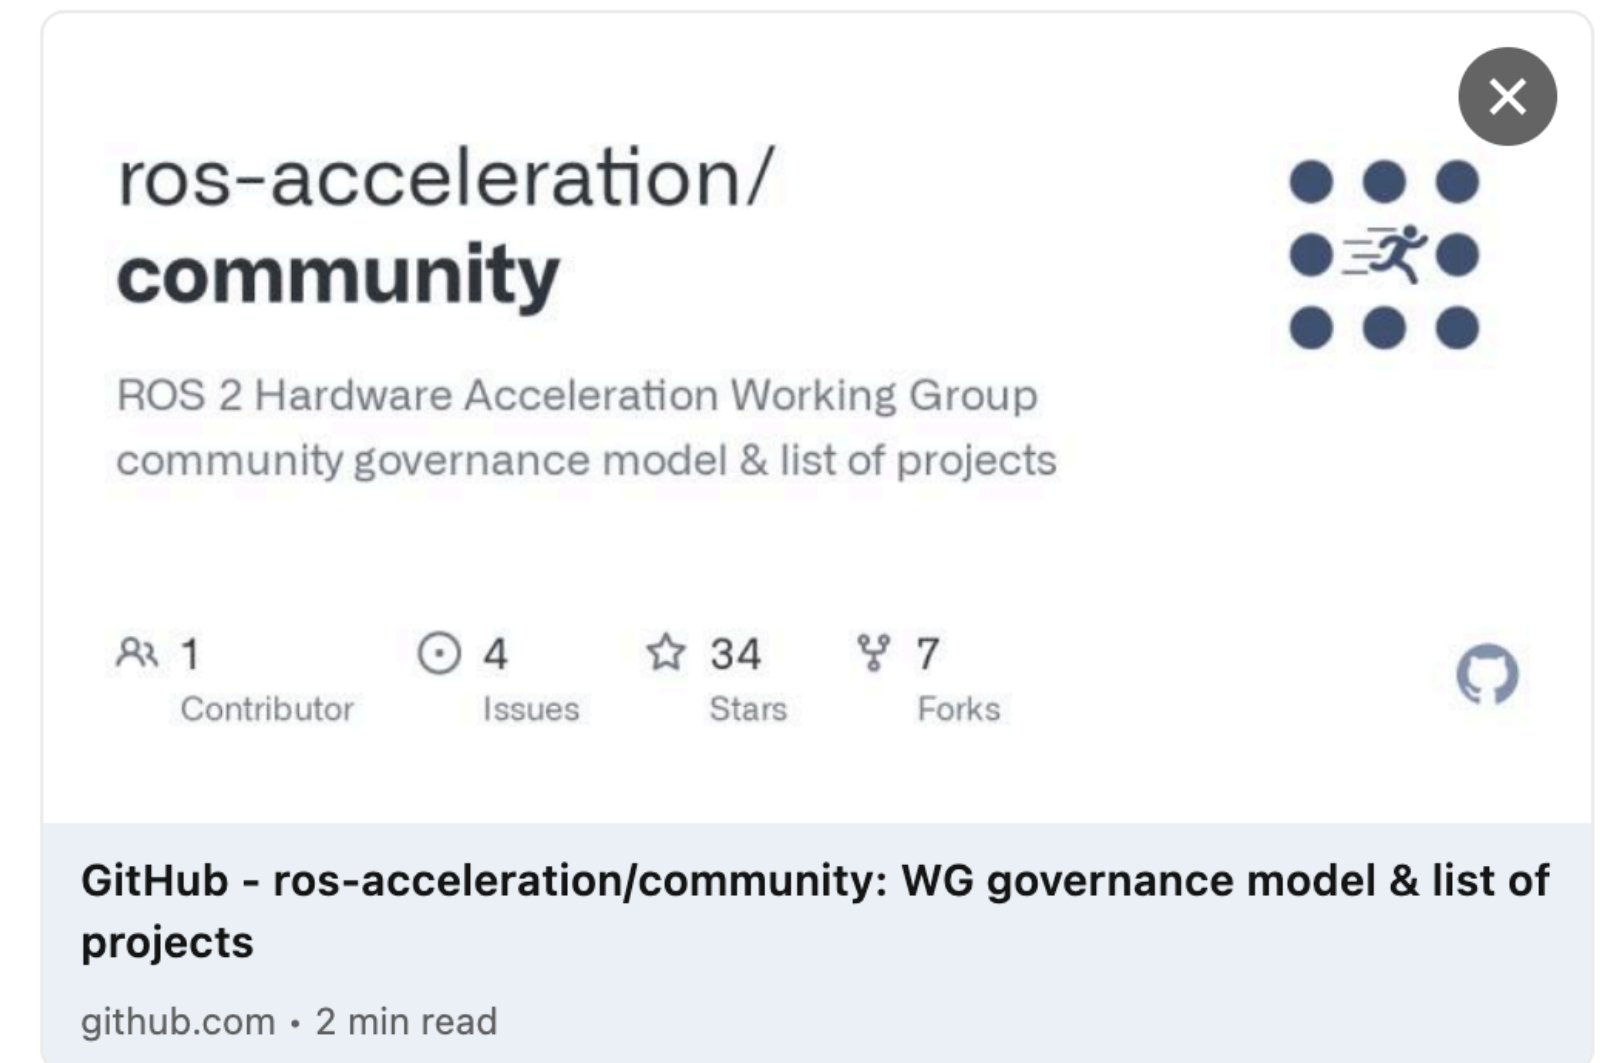 ros-acceleration/
community
ROS 2 Hardware Acceleration Working Group
community governance model & list of projects
1
Contributor
4
Issues
34
Stars
7
Forks
GitHub - ros-acceleration/community: WG governance model & list of
projects
github.com • 2 min read